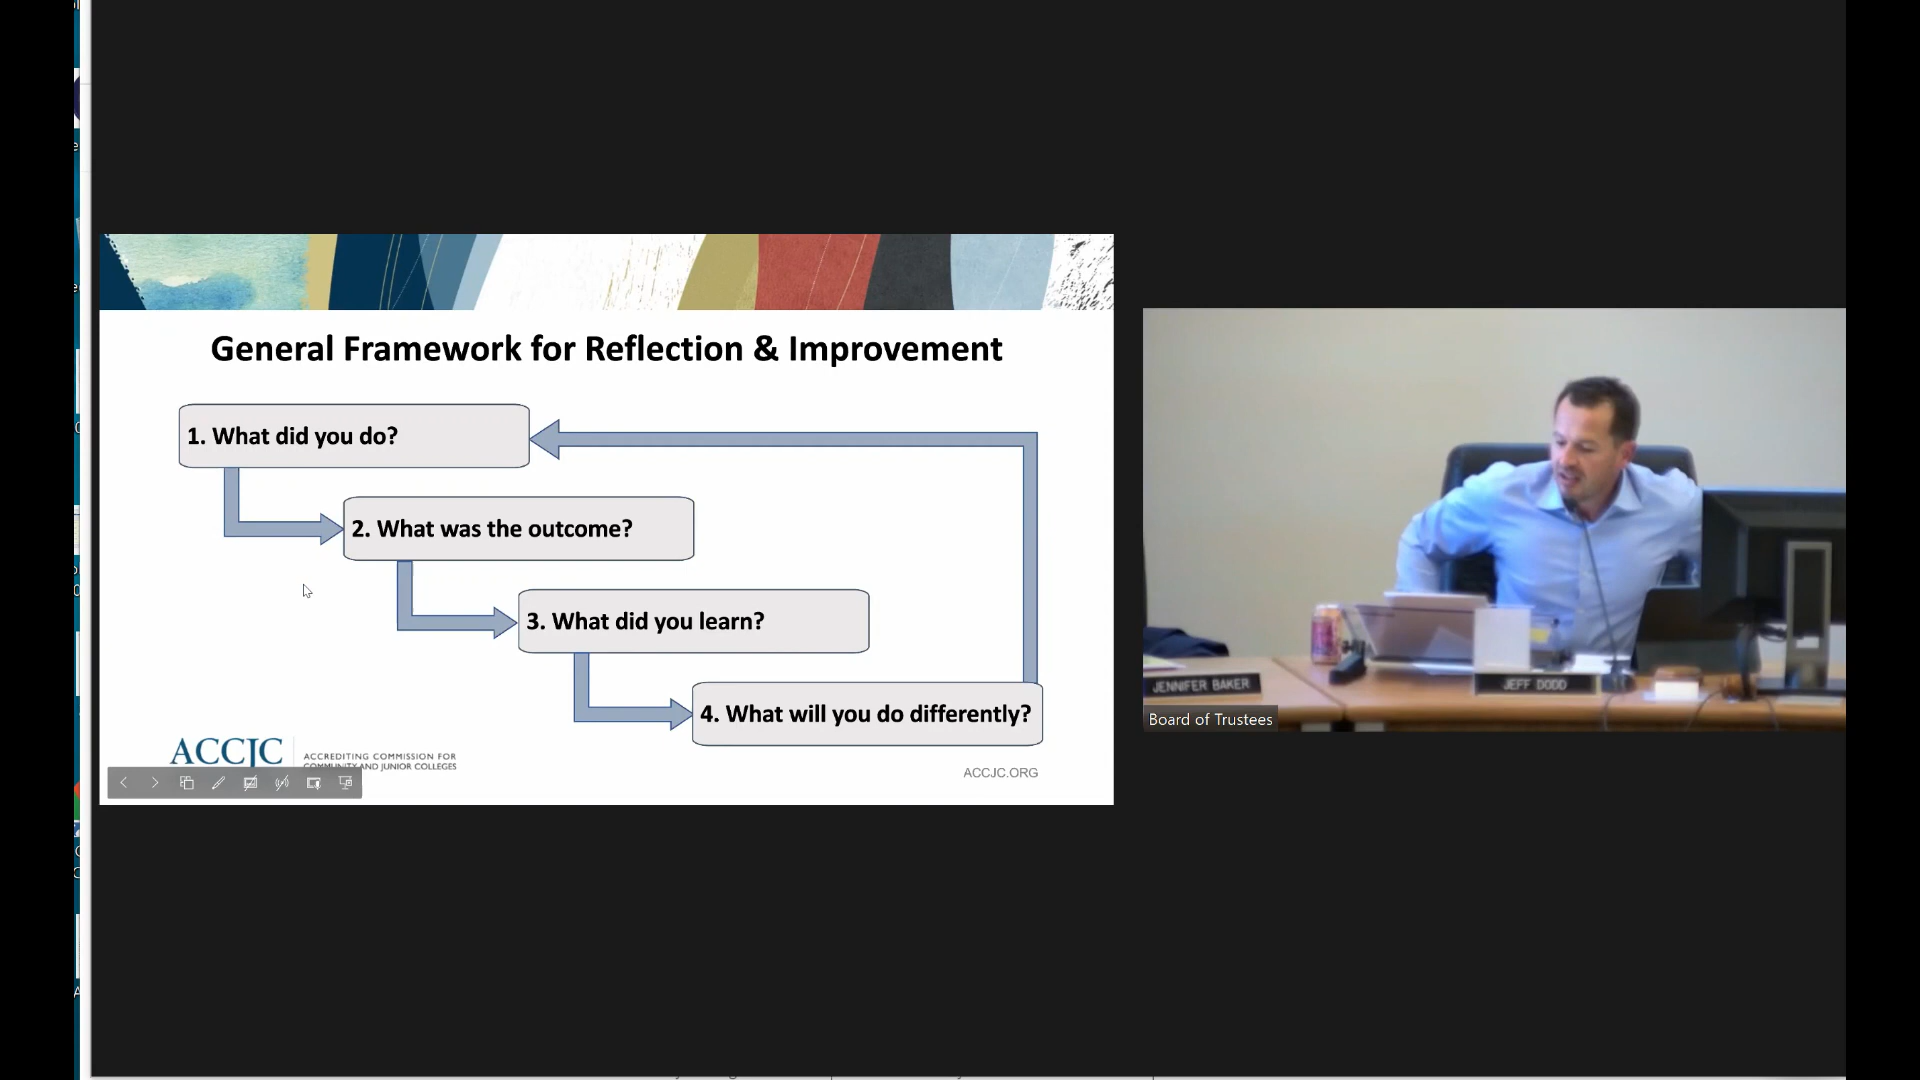 General Framework for Reflection & Improvement
1. What did you do?
2. What was the outcome?
3. What did you learn?
4. What will you do differently?
ACCJC
ACCREDITING COMMISSION FOR
COMMUNITY AND JUNIOR COLLEGES
ACCJC.ORG
JENNIFER BAKER
JEFF DODD
Board of Trustees